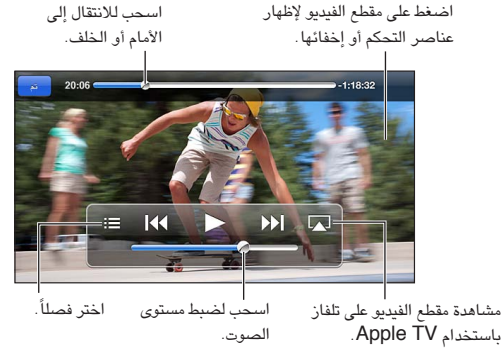 اضغط على مقطع الفيديو لإظهار
عناصر التحكم أو إخفائها.
اسحب للانتقال إلى
الأمام أو الخلف.
تم
20:06
-1:18:32
مشاهدة مقطع الفيديو على تلفاز
باستخدام Apple TV.
اسحب لضبط مستوى
الصوت.
اختر فصلاً.